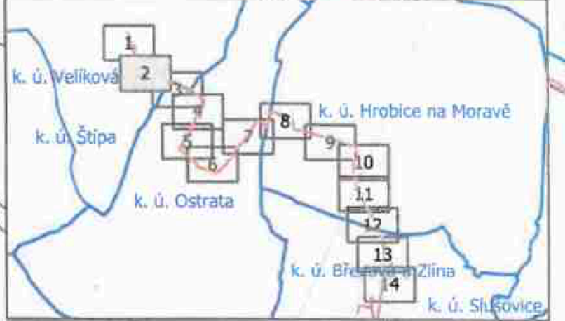 1
k. ú. Velíková
2
3
4
k. ú. Štípa
5
6
7
8
k. ú. Hrobice na Moravě
9
10
11
k. ú. Ostrata
12
13
k. ú. Březová u Zlína
14
k. ú. Slušovice